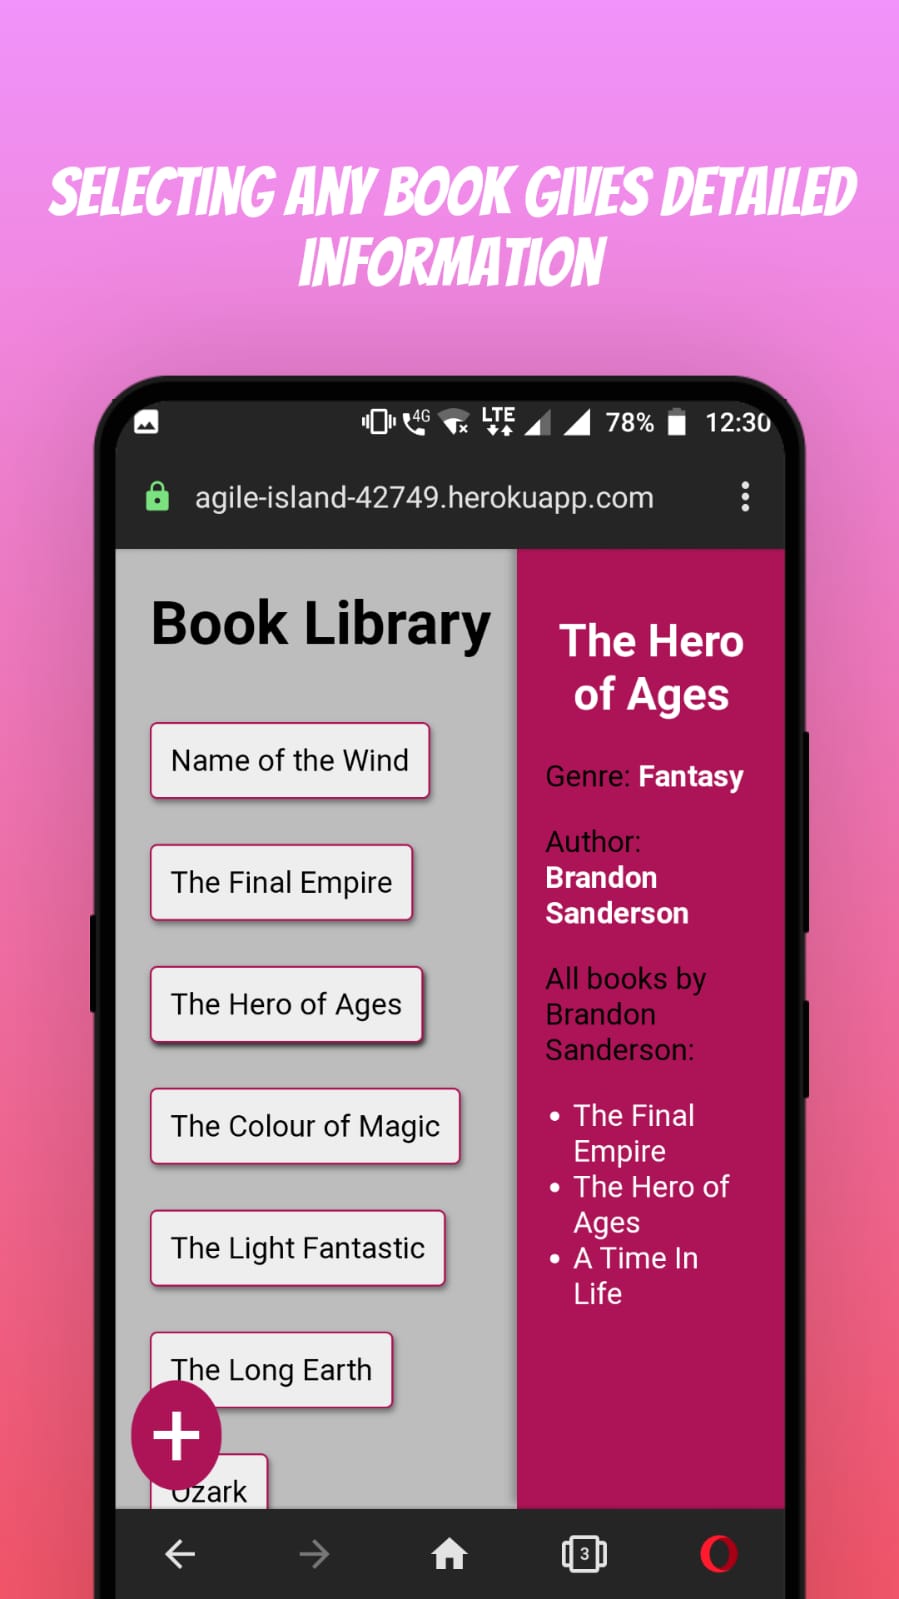 SELECTING ANY BOOK GIVES DETAILED
INFORMATION
4G
LTE
78%
12:30
agile-island-42749.herokuapp.com
Book Library
Name of the Wind
The Final Empire
The Hero of Ages
The Colour of Magic
The Light Fantastic
The Long Earth
Ozark
The Hero
of Ages
Genre: Fantasy
Author:
Brandon
Sanderson
All books by
Brandon
Sanderson:
• The Final
Empire
• The Hero of
Ages
• A Time In
Life
3